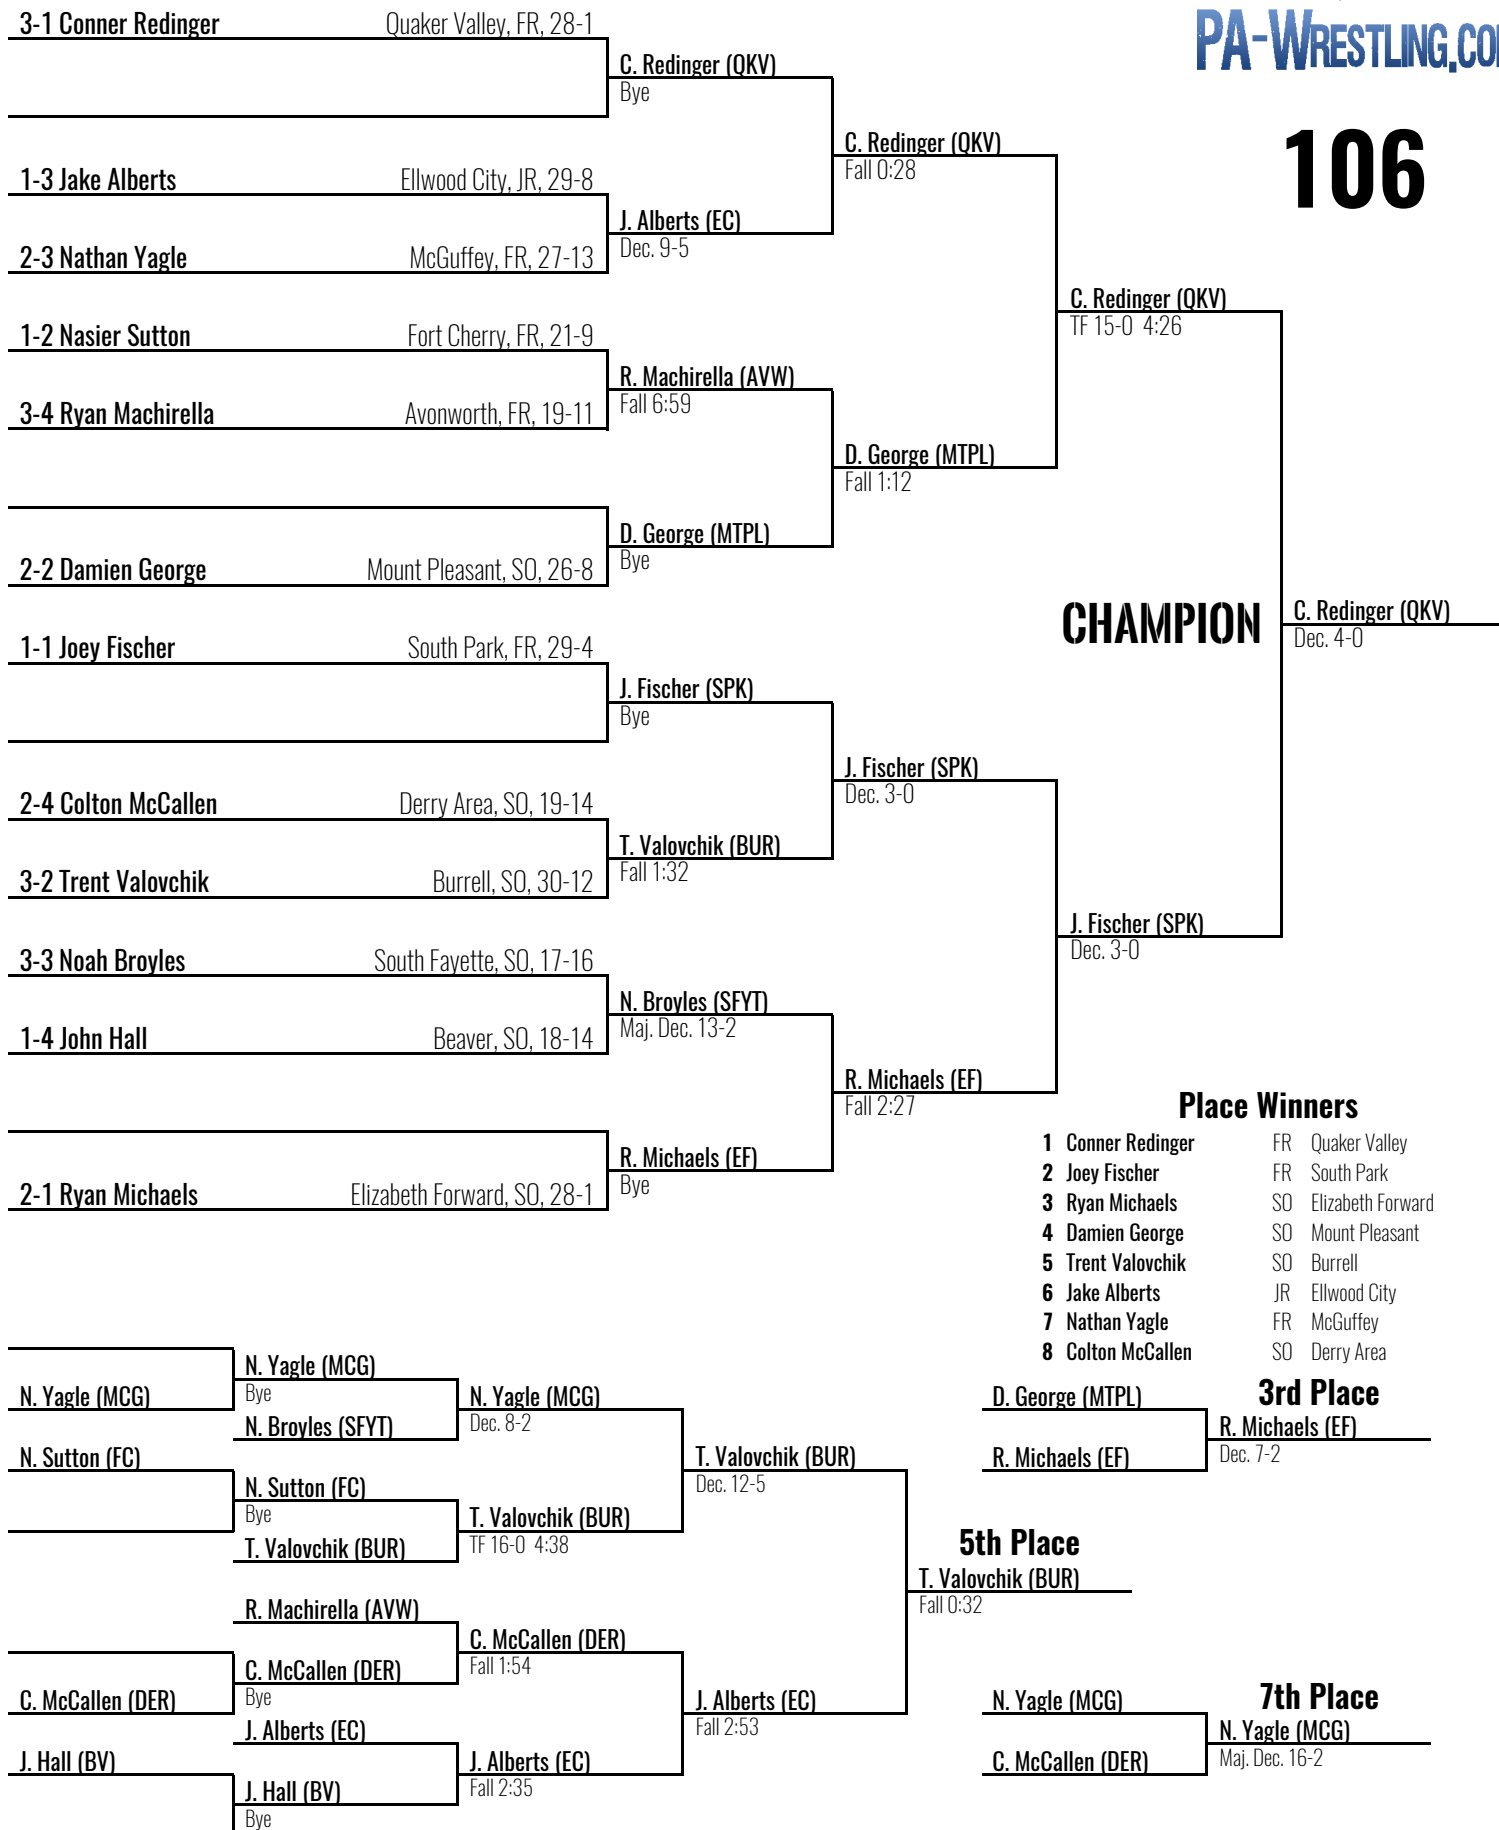 3-1 Conner Redinger Quaker Valley, FR, 28-1
PA-WRESTLING.CO
C. Redinger (QKV)
Bye
106
C. Redinger (QKV)
Fall 0:28
1-3 Jake Alberts Ellwood City, JR, 29-8
J. Alberts (EC)
Dec. 9-5
2-3 Nathan Yagle McGuffey, FR, 27-13
C. Redinger (QKV)
TF 15-0 4:26
1-2 Nasier Sutton Fort Cherry, FR, 21-9
R. Machirella (AVW)
Fall 6:59
3-4 Ryan Machirella Avonworth, FR, 19-11
D. George (MTPL)
Fall 1:12
D. George (MTPL)
Bye
2-2 Damien George Mount Pleasant, SO, 26-8
CHAMPION
C. Redinger (QKV)
Dec. 4-0
1-1 Joey Fischer South Park, FR, 29-4
J. Fischer (SPK)
Bye
J. Fischer (SPK)
Dec. 3-0
2-4 Colton McCallen Derry Area, SO, 19-14
T. Valovchik (BUR)
Fall 1:32
3-2 Trent Valovchik Burrell, SO, 30-12
J. Fischer (SPK)
Dec. 3-0
3-3 Noah Broyles South Fayette, SO, 17-16
N. Broyles (SFYT)
Maj. Dec. 13-2
1-4 John Hall Beaver, SO, 18-14
R. Michaels (EF)
Fall 2:27
R. Michaels (EF)
Bye
2-1 Ryan Michaels Elizabeth Forward, SO, 28-1
Place Winners
1 Conner Redinger FR Quaker Valley
2 Joey Fischer FR South Park
3 Ryan Michaels SO Elizabeth Forward
4 Damien George SO Mount Pleasant
5 Trent Valovchik SO Burrell
6 Jake Alberts JR Ellwood City
7 Nathan Yagle FR McGuffey
8 Colton McCallen SO Derry Area
N. Yagle (MCG)
Bye
N. Yagle (MCG)
N. Yagle (MCG)
Dec. 8-2
N. Broyles (SFYT)
N. Sutton (FC)
T. Valovchik (BUR)
Dec. 12-5
N. Sutton (FC)
Bye
T. Valovchik (BUR)
TF 16-0 4:38
T. Valovchik (BUR)
D. George (MTPL)
3rd Place
R. Michaels (EF)
Dec. 7-2
R. Michaels (EF)
5th Place
T. Valovchik (BUR)
Fall 0:32
R. Machirella (AVW)
C. McCallen (DER)
Fall 1:54
C. McCallen (DER)
Bye
C. McCallen (DER)
J. Alberts (EC)
Fall 2:53
J. Alberts (EC)
J. Hall (BV)
J. Alberts (EC)
Fall 2:35
J. Hall (BV)
Bye
N. Yagle (MCG)
7th Place
N. Yagle (MCG)
Maj. Dec. 16-2
C. McCallen (DER)